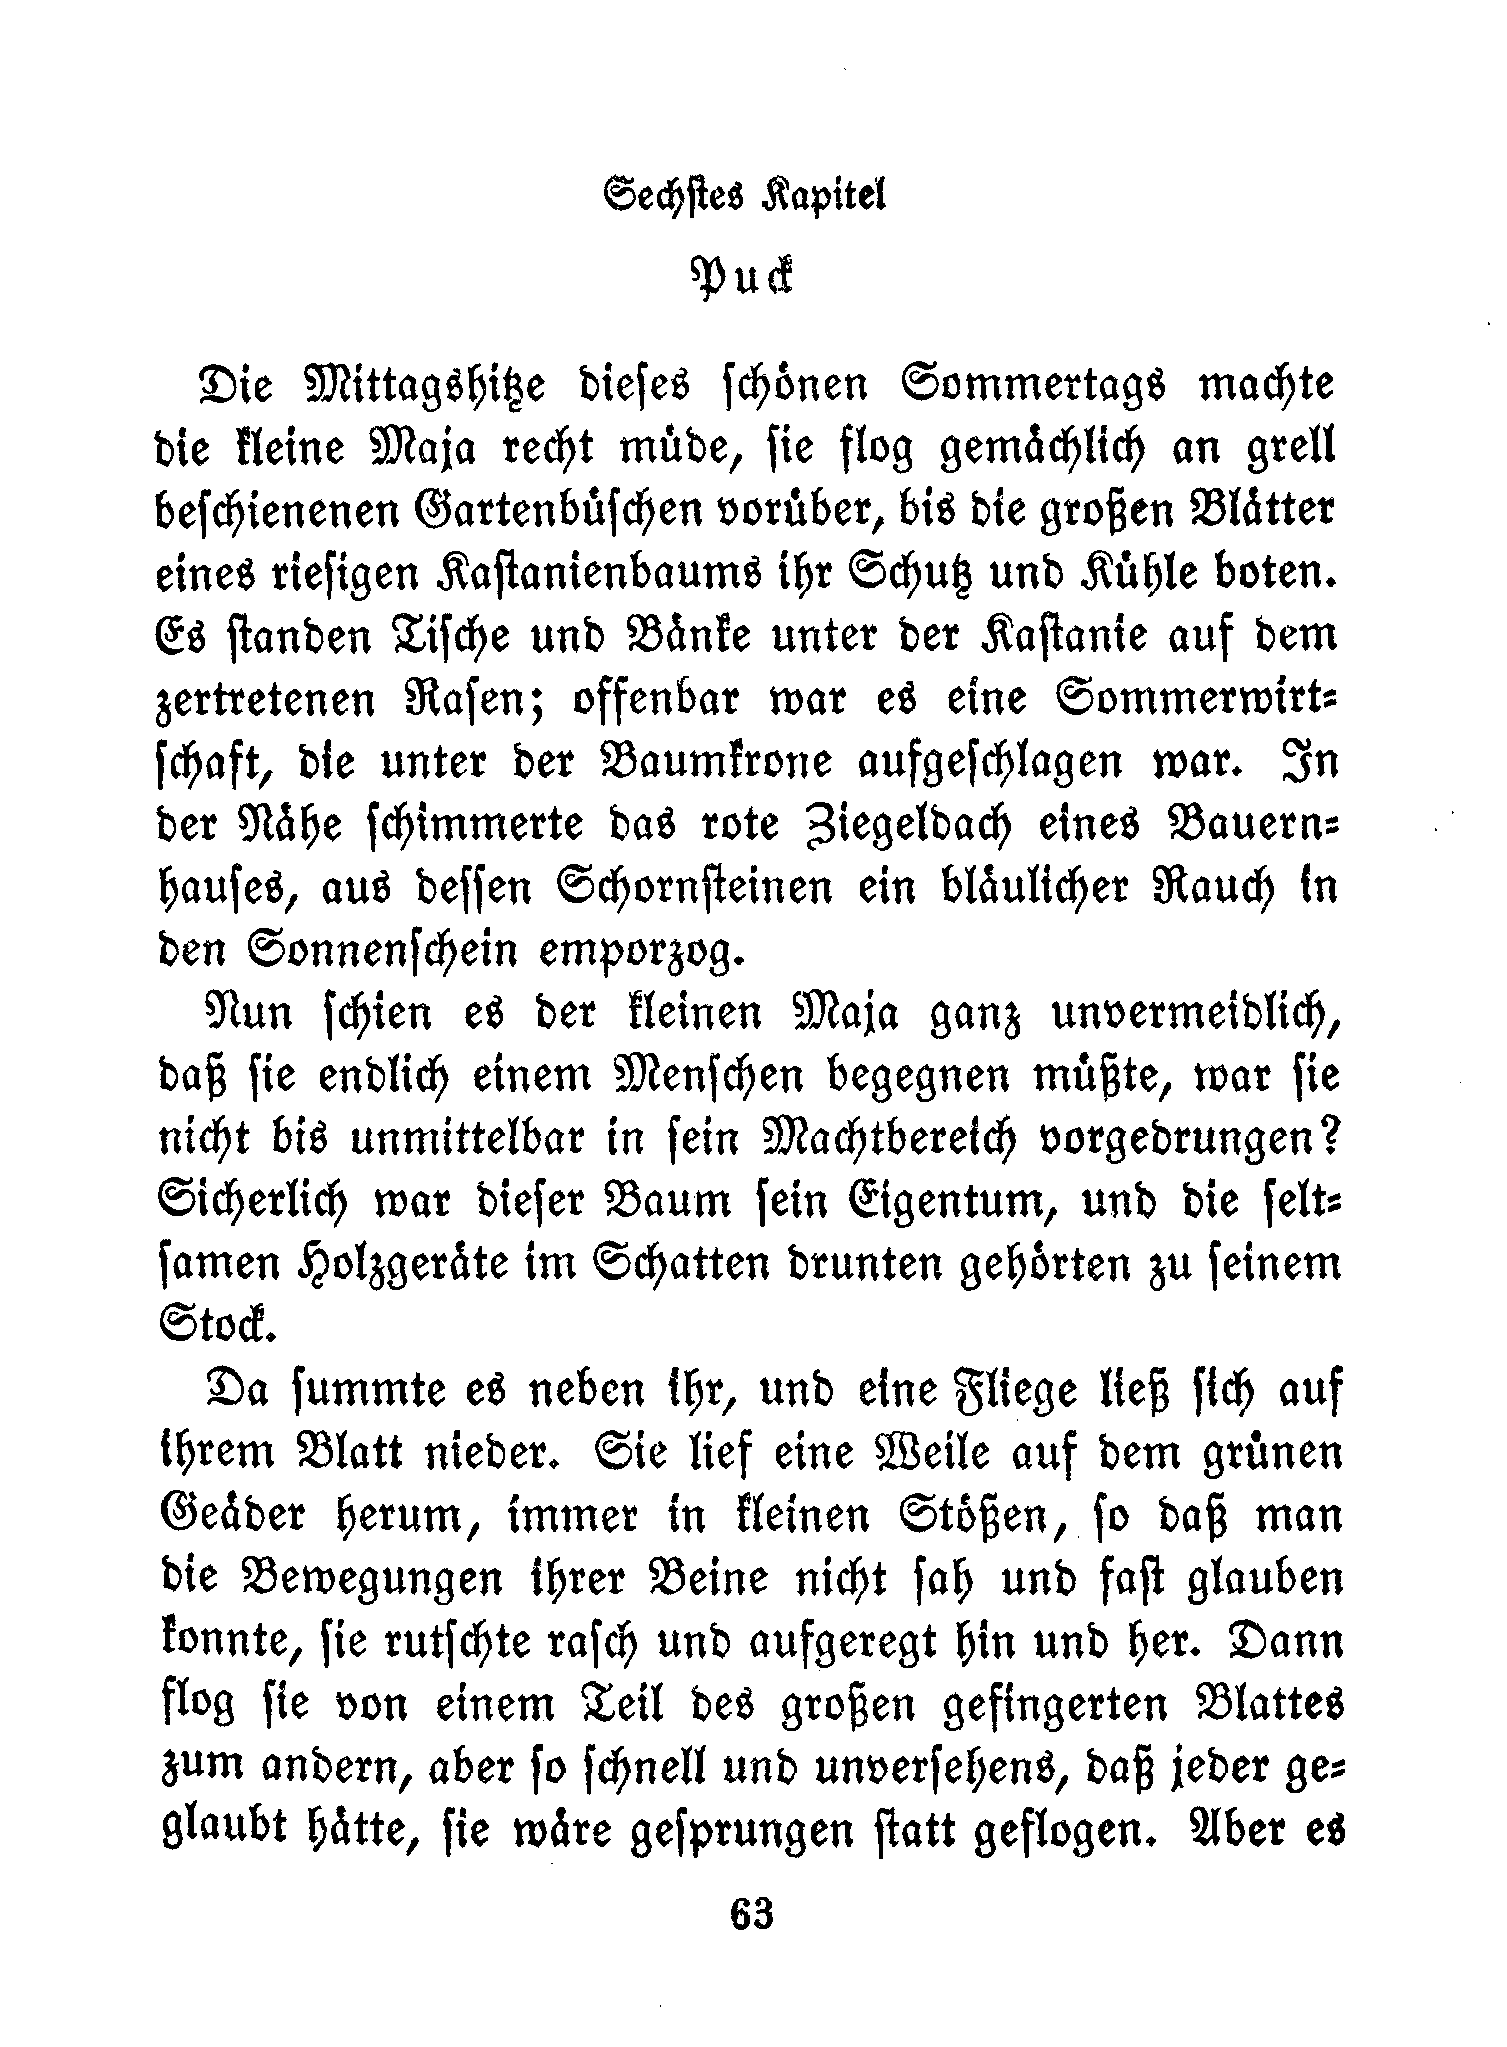 Sechstes Kapitel
Puck
Die Mittagshitze dieses schönen Sommertags machte
die kleine Maja recht müde, sie flog gemächlich an grell
beschienenen Gartenbüschen vorüber, bis die großen Blätter
eines riesigen Kastanienbaums ihr Schutz und Kühle boten.
Es standen Tische und Bänke unter der Kastanie auf dem
zertretenen Rasen; offenbar war es eine Sommerwirt=
schaft, die unter der Baumkrone aufgeschlagen war. In
der Nähe schimmerte das rote Ziegeldach eines Bauern=
hauses, aus dessen Schornsteinen ein bläulicher Rauch in
den Sonnenschein emporzog.
Nun schien es der kleinen Maja ganz unvermeidlich,
daß sie endlich einem Menschen begegnen müßte, war sie
nicht bis unmittelbar in sein Machtbereich vorgedrungen?
Sicherlich war dieser Baum sein Eigentum, und die selt=
samen Holzgeräte im Schatten drunten gehörten zu seinem
Stock.
Da summte es neben ihr, und eine Fliege ließ sich auf
ihrem Blatt nieder. Sie lief eine Weile auf dem grünen
Geäder herum, immer in kleinen Stößen, so daß man
die Bewegungen ihrer Beine nicht sah und fast glauben
konnte, sie rutschte rasch und aufgeregt hin und her. Dann
flog sie von einem Teil des großen gefingerten Blattes
zum andern, aber so schnell und unversehens, daß jeder ge=
glaubt hätte, sie wäre gesprungen statt geflogen. Aber es
63